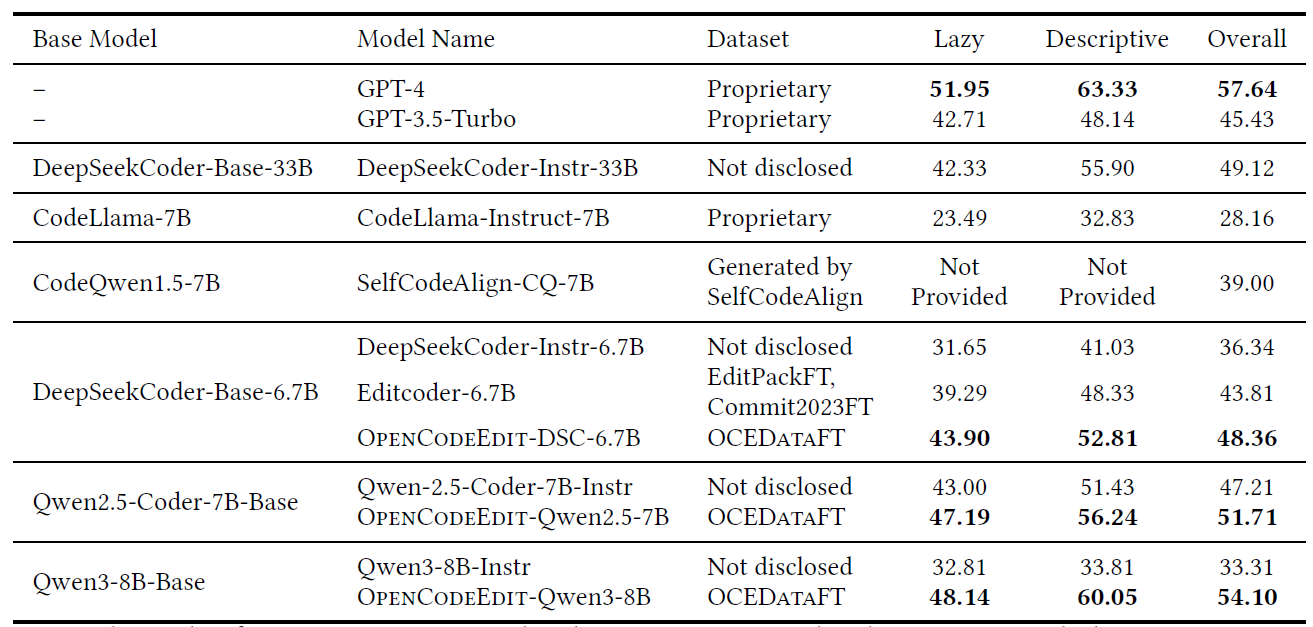 Base Model Model Name Dataset Lazy Descriptive Overall
– GPT-4 Proprietary 51.95 63.33 57.64
– GPT-3.5-Turbo Proprietary 42.71 48.14 45.43
DeepSeekCoder-Base-33B DeepSeekCoder-Instr-33B Not disclosed 42.33 55.90 49.12
CodeLlama-7B CodeLlama-Instruct-7B Proprietary 23.49 32.83 28.16
CodeQwen1.5-7B SelfCodeAlign-CQ-7B Generated by SelfCodeAlign Not Provided Not Provided 39.00
DeepSeekCoder-Base-6.7B DeepSeekCoder-Instr-6.7B Not disclosed 31.65 41.03 36.34
Editcoder-6.7B EditPackFT, Commit2023FT 39.29 48.33 43.81
OpenCodeEdit-DSC-6.7B OCEDataFT 43.90 52.81 48.36
Qwen2.5-Coder-7B-Base Qwen-2.5-Coder-7B-Instr Not disclosed 43.00 51.43 47.21
OpenCodeEdit-Qwen2.5-7B OCEDataFT 47.19 56.24 51.71
Qwen3-8B-Base Qwen3-8B-Instr Not disclosed 32.81 33.81 33.31
OpenCodeEdit-Qwen3-8B OCEDataFT 48.14 60.05 54.10